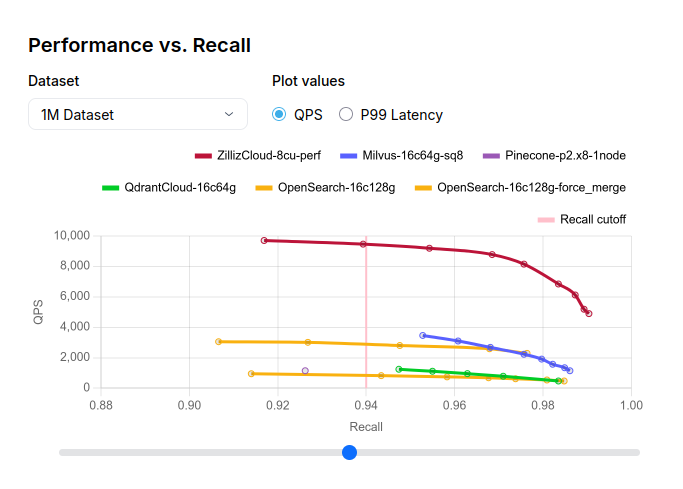 Performance vs. Recall
Dataset Plot values
1M Dataset QPS P99 Latency
ZillizCloud-8cu-perf Milvus-16c64g-sq8 Pinecone-p2.x8-1node
QdrantCloud-16c64g OpenSearch-16c128g OpenSearch-16c128g-force_merge
Recall cutoff
10,000
8,000
6,000
QPS
4,000
2,000
0
0.88 0.90 0.92 0.94 0.96 0.98 1.00
Recall